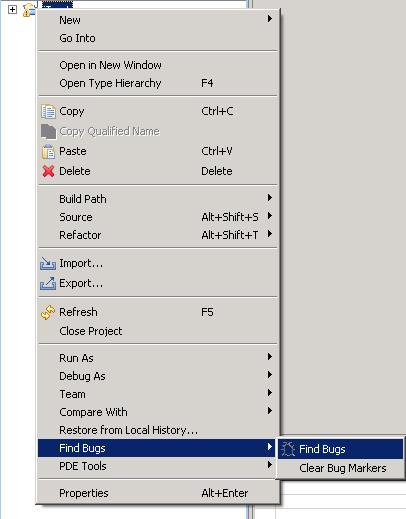 New
Go Into
Open in New Window
Open Type Hierarchy F4
Copy Ctrl+C
Copy Qualified Name
Paste Ctrl+V
Delete Delete
Build Path
Source Alt+Shift+S
Refactor Alt+Shift+T
Import...
Export...
Refresh F5
Close Project
Run As
Debug As
Team
Compare With
Restore from Local History...
Find Bugs
Find Bugs
PDE Tools
Clear Bug Markers
Properties Alt+Enter